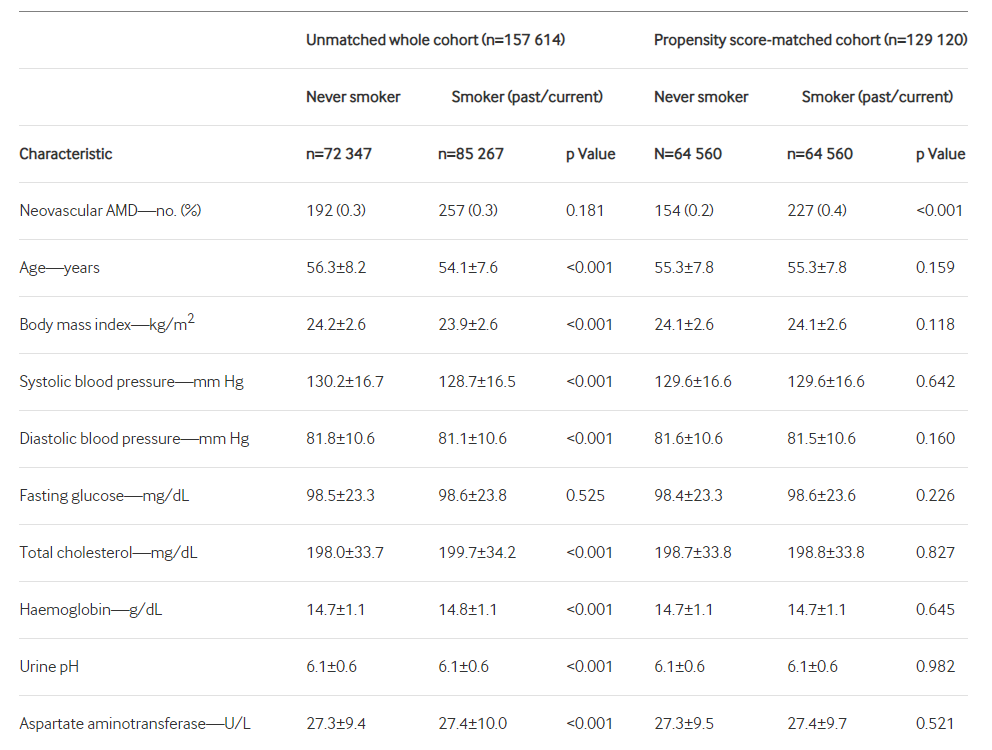 Unmatched whole cohort (n=157 614) Propensity score-matched cohort (n=129 120)
Never smoker Smoker (past/current) Never smoker Smoker (past/current)
Characteristic n=72 347 n=85 267 p Value N=64 560 n=64 560 p Value
Neovascular AMD—no. (%) 192 (0.3) 257 (0.3) 0.181 154 (0.2) 227 (0.4) <0.001
Age—years 56.3±8.2 54.1±7.6 <0.001 55.3±7.8 55.3±7.8 0.159
Body mass index—kg/m2 24.2±2.6 23.9±2.6 <0.001 24.1±2.6 24.1±2.6 0.118
Systolic blood pressure—mm Hg 130.2±16.7 128.7±16.5 <0.001 129.6±16.6 129.6±16.6 0.642
Diastolic blood pressure—mm Hg 81.8±10.6 81.1±10.6 <0.001 81.6±10.6 81.5±10.6 0.160
Fasting glucose—mg/dL 98.5±23.3 98.6±23.8 0.525 98.4±23.3 98.6±23.6 0.226
Total cholesterol—mg/dL 198.0±33.7 199.7±34.2 <0.001 198.7±33.8 198.8±33.8 0.827
Haemoglobin—g/dL 14.7±1.1 14.8±1.1 <0.001 14.7±1.1 14.7±1.1 0.645
Urine pH 6.1±0.6 6.1±0.6 <0.001 6.1±0.6 6.1±0.6 0.982
Aspartate aminotransferase—U/L 27.3±9.4 27.4±10.0 <0.001 27.3±9.5 27.4±9.7 0.521